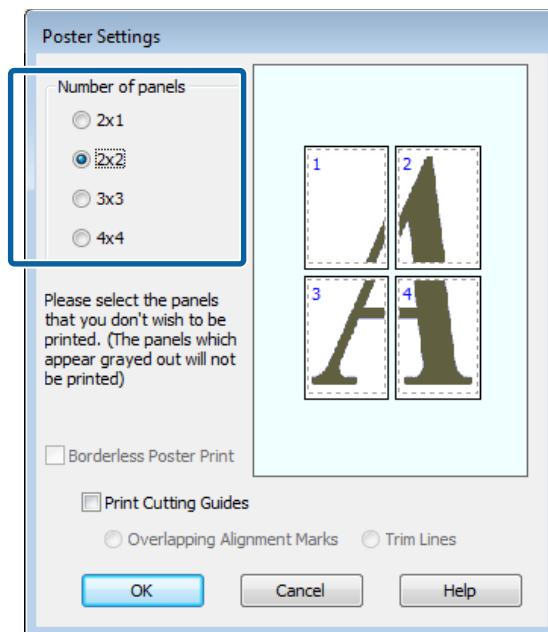 Poster Settings
Number of panels
2x1
2x2
3x3
4x4
1 2
3 4
Please select the panels
that you don't wish to be
printed. (The panels which
appear grayed out will not
be printed)
Borderless Poster Print
Print Cutting Guides
Overlapping Alignment Marks Trim Lines
OK Cancel Help